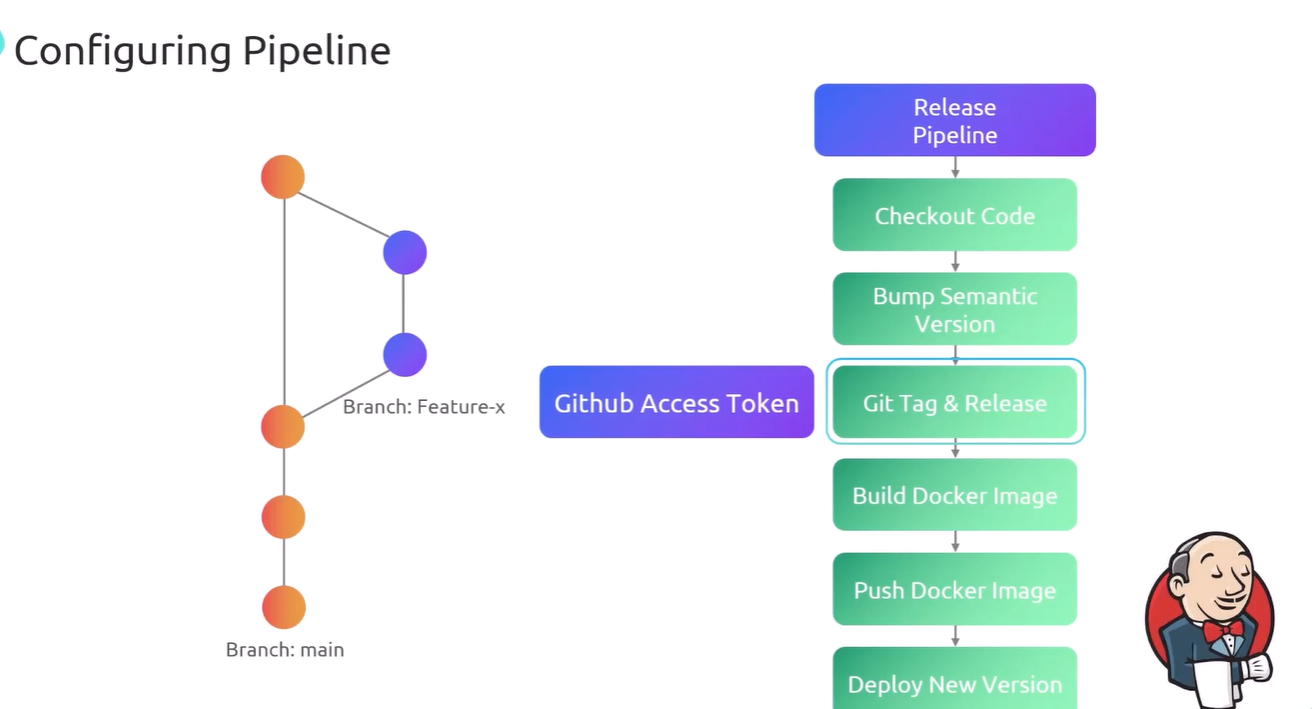 Configuring Pipeline
Release
Pipeline
Checkout Code
Bump Semantic
Version
Github Access Token
Git Tag & Release
Branch: Feature-x
Build Docker Image
Push Docker Image
Branch: main
Deploy New Version